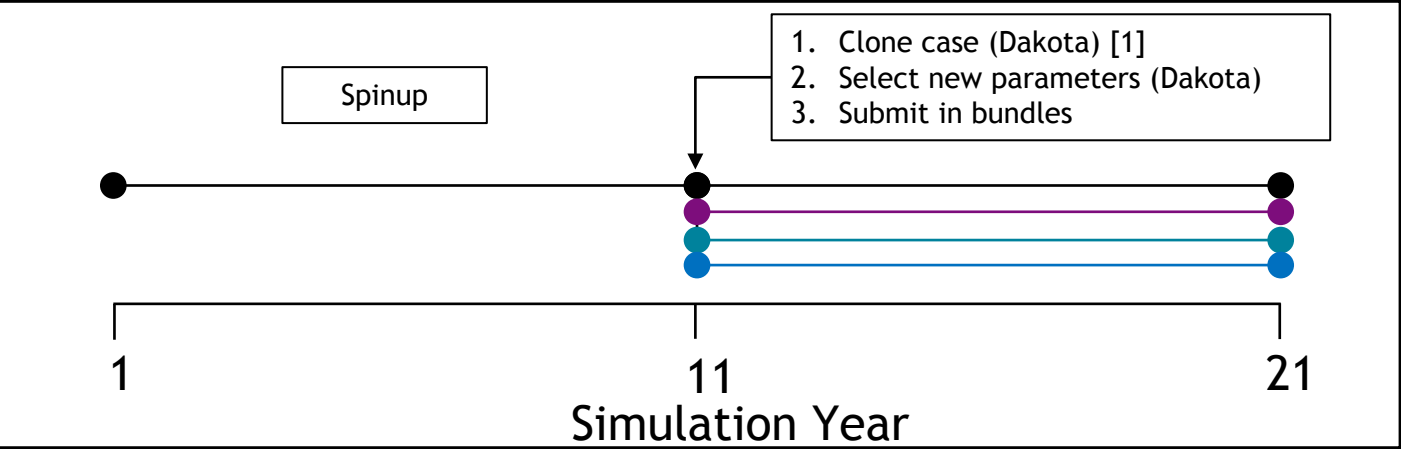 Spinup
1. Clone case (Dakota) [1]
2. Select new parameters (Dakota)
3. Submit in bundles
1
11
21
Simulation Year